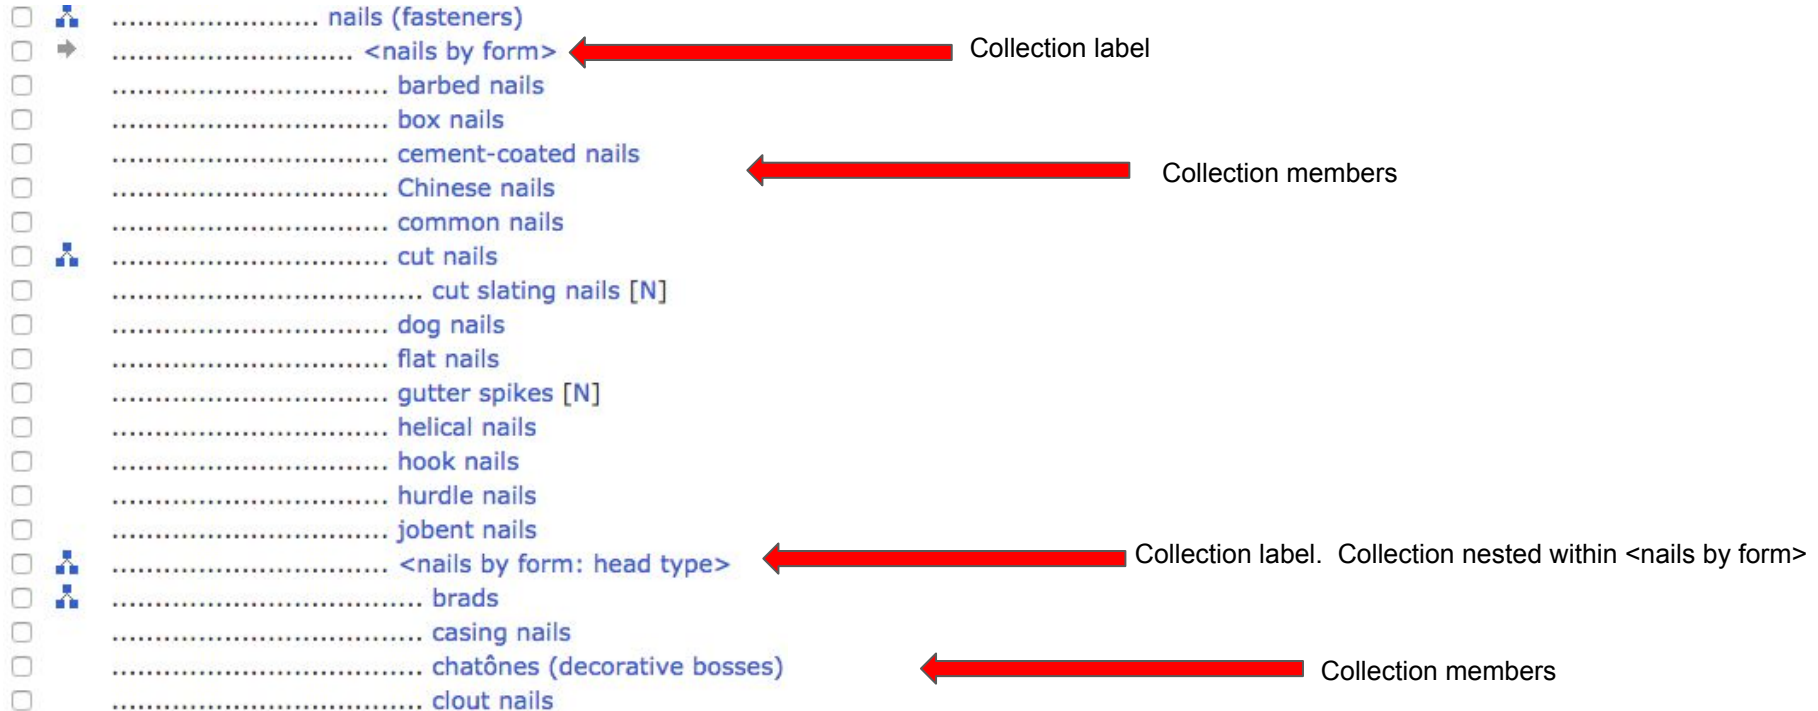 nails (fasteners)
<nails by form> Collection label
barbed nails
box nails
cement-coated nails
Collection members
Chinese nails
common nails
cut nails
cut slating nails [N]
dog nails
flat nails
gutter spikes [N]
helical nails
hook nails
hurdle nails
jobent nails
<nails by form: head type> Collection label. Collection nested within <nails by form>
brads
casing nails
chatônes (decorative bosses) Collection members
clout nails